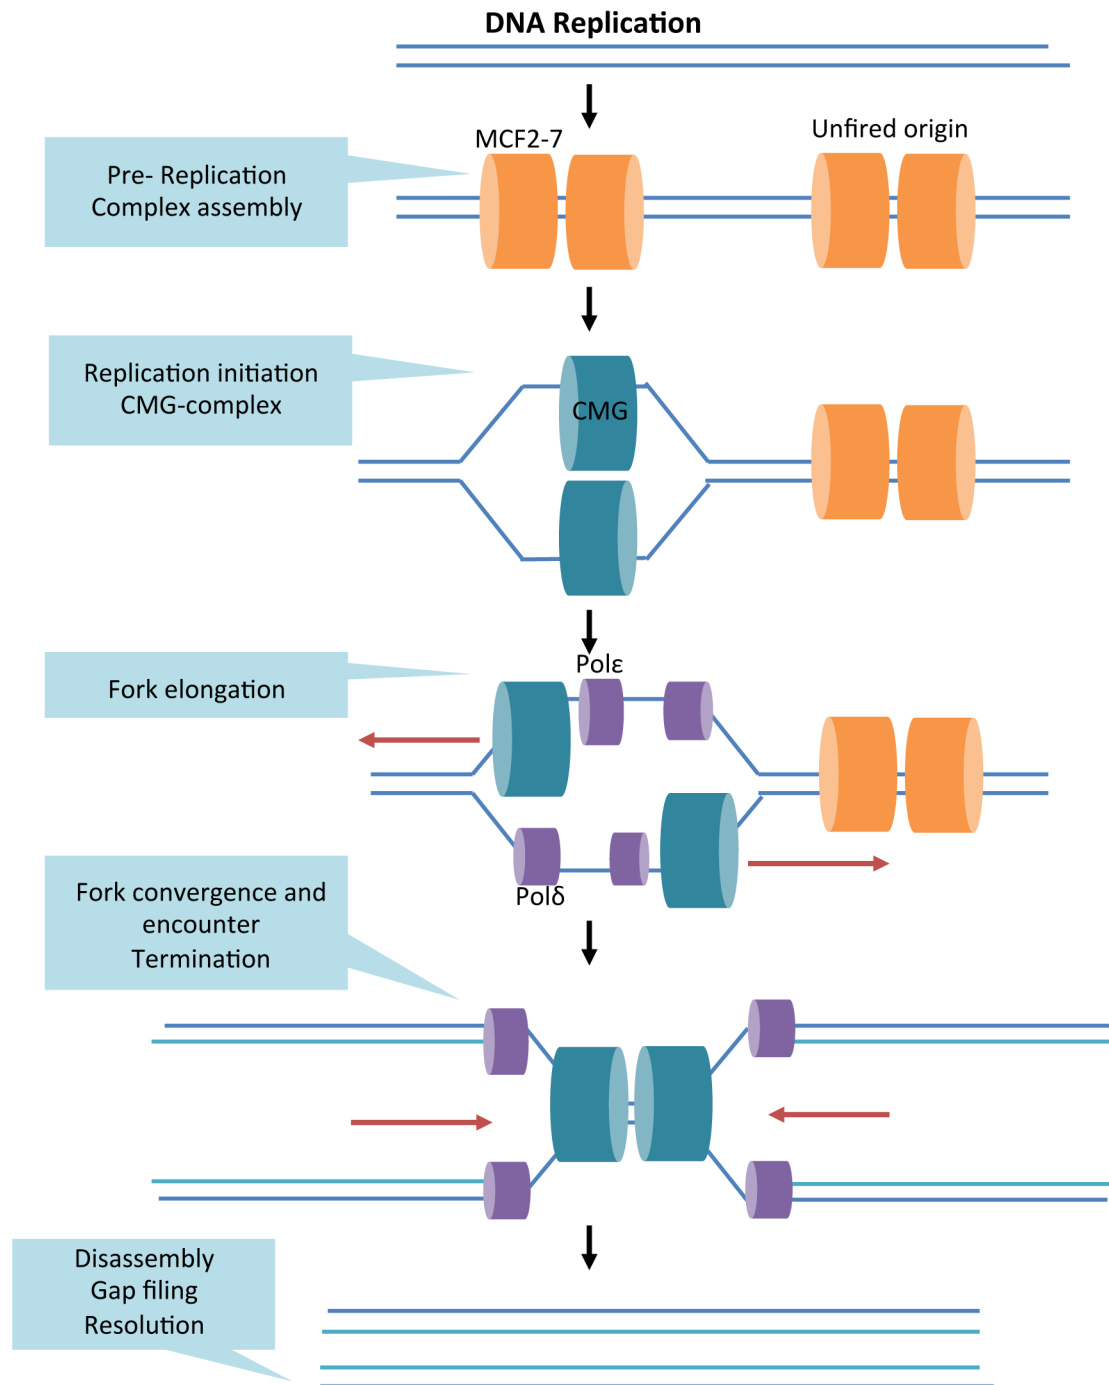 DNA Replication
MCF2-7
Unfired origin
Pre- Replication
Complex assembly
Replication initiation
CMG-complex
CMG
Fork elongation
Polε
Polδ
Fork convergence and
encounter
Termination
Disassembly
Gap filing
Resolution